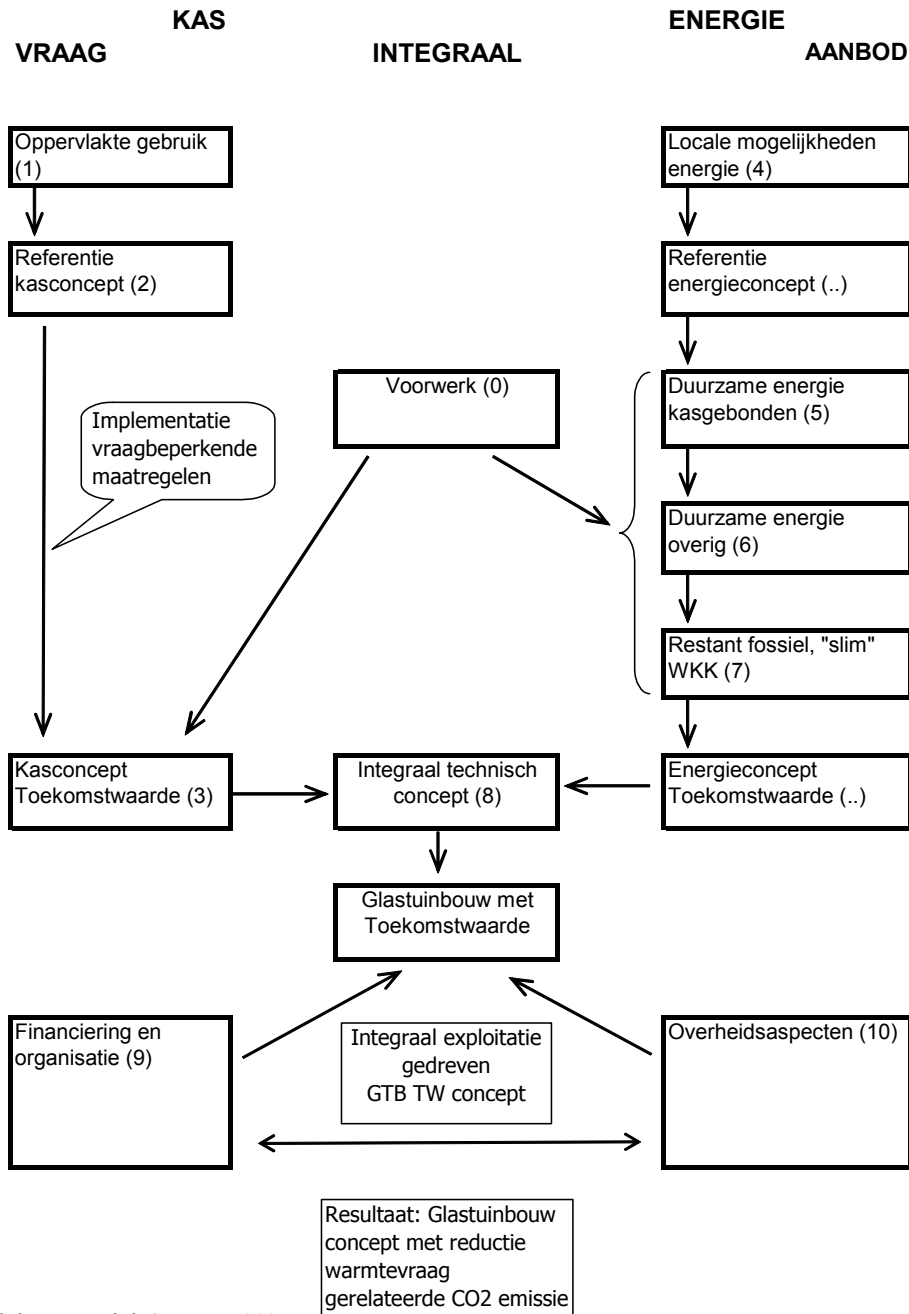 KAS
ENERGIE
VRAAG
INTEGRAAL
AANBOD
Oppervlakte gebruik
(1)
Locale mogelijkheden
energie (4)
Referentie
kasconcept (2)
Referentie
energieconcept (..)
Implementatie
vraagbeperkende
maatregelen
Voorwerk (0)
Duurzame energie
kasgebonden (5)
Duurzame energie
overig (6)
Restant fossiel, "slim"
WKK (7)
Kasconcept
Toekomstwaarde (3)
Integraal technisch
concept (8)
Energieconcept
Toekomstwaarde (..)
Glastuinbouw met
Toekomstwaarde
Financiering en
organisatie (9)
Integraal exploitatie
gedreven
GTB TW concept
Overheidsaspecten (10)
Resultaat: Glastuinbouw
concept met reductie
warmtevraag
gerelateerde CO2 emissie